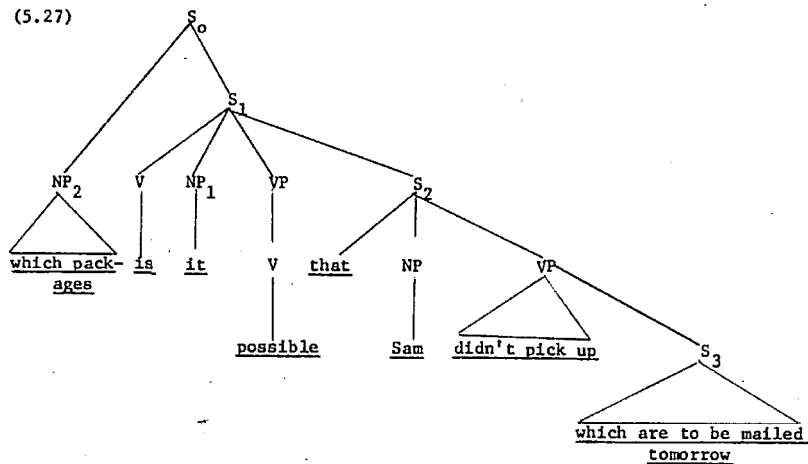 (5.27)
S₀
S₁
NP₂ V NP₁ VP S₂
which pack- is it V that NP VP
ages
possible Sam didn't pick up S₃
which are to be mailed
tomorrow